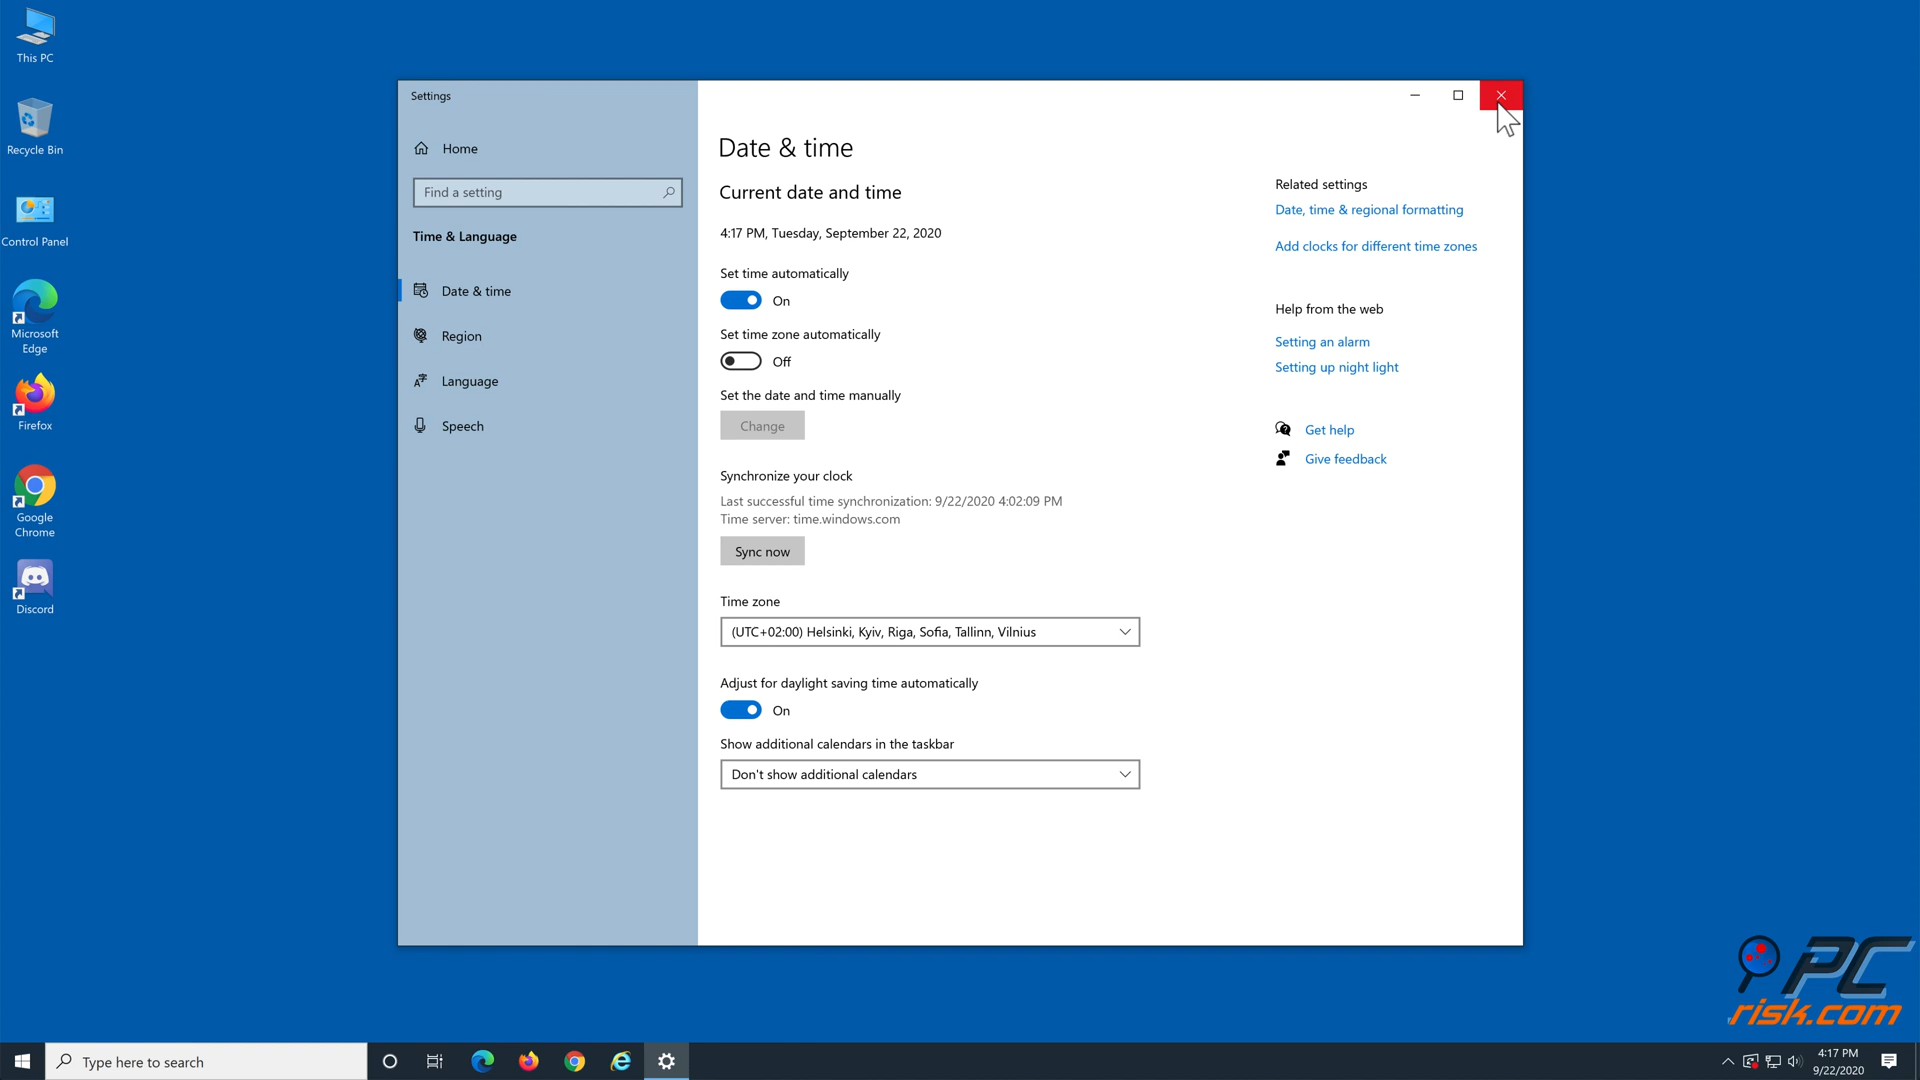 This PC
Recycle Bin
Control Panel
Microsoft
Edge
Firefox
Google
Chrome
Discord
Settings
Home
Find a setting
Time & Language
Date & time
Region
Language
Speech
Date & time
Current date and time
4:17 PM, Tuesday, September 22, 2020
Set time automatically
On
Set time zone automatically
Off
Set the date and time manually
Change
Synchronize your clock
Last successful time synchronization: 9/22/2020 4:02:09 PM
Time server: time.windows.com
Sync now
Time zone
(UTC+02:00) Helsinki, Kyiv, Riga, Sofia, Tallinn, Vilnius
Adjust for daylight saving time automatically
On
Show additional calendars in the taskbar
Don't show additional calendars
Related settings
Date, time & regional formatting
Add clocks for different time zones
Help from the web
Setting an alarm
Setting up night light
Get help
Give feedback
PC
risk.com
Type here to search
4:17 PM
9/22/2020